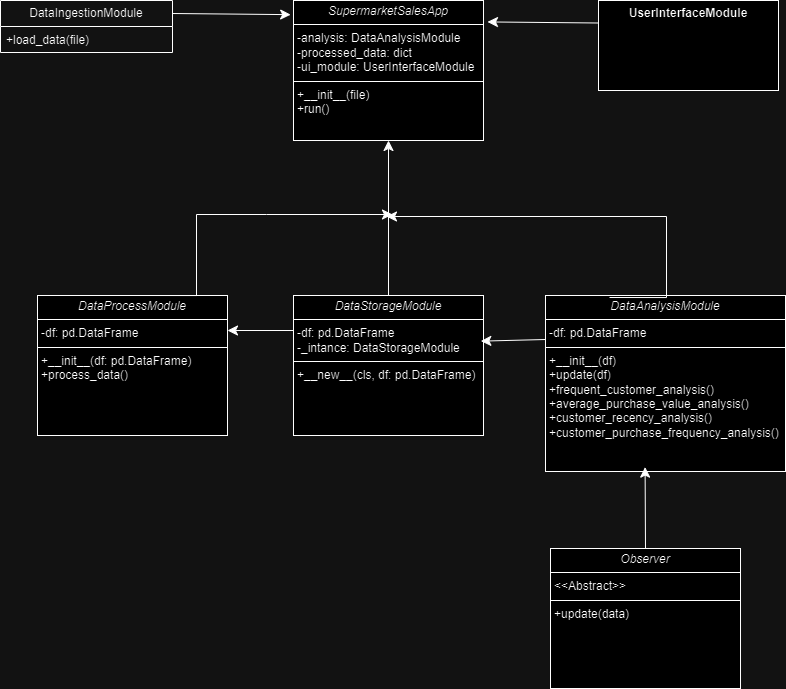 DataIngestionModule
+load_data(file)
SupermarketSalesApp
-analysis: DataAnalysisModule
-processed_data: dict
-ui_module: UserInterfaceModule
+__init__(file)
+run()
UserInterfaceModule
DataProcessModule
-df: pd.DataFrame
+__init__(df: pd.DataFrame)
+process_data()
DataStorageModule
-df: pd.DataFrame
-_intance: DataStorageModule
+__new__(cls, df: pd.DataFrame)
DataAnalysisModule
-df: pd.DataFrame
+__init__(df)
+update(df)
+frequent_customer_analysis()
+average_purchase_value_analysis()
+customer_recency_analysis()
+customer_purchase_frequency_analysis()
Observer
<<Abstract>>
+update(data)